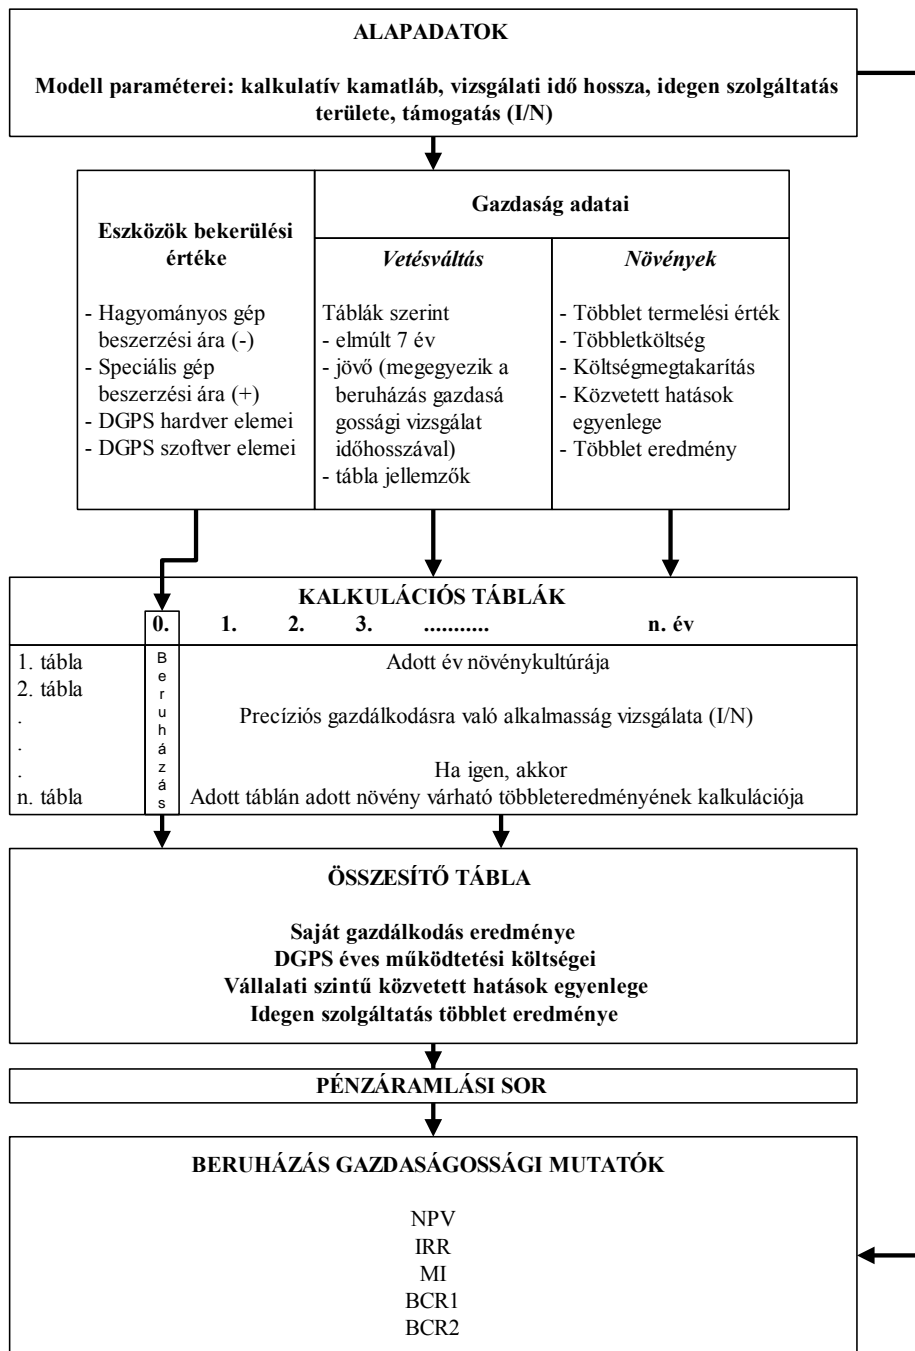 ALAPADATOK
Modell paraméterei: kalkulatív kamatláb, vizsgálati idő hossza, idegen szolgáltatás
területe, támogatás (I/N)
Eszközök bekerülési
értéke
- Hagyományos gép
beszerzési ára (-)
- Speciális gép
beszerzési ára (+)
- DGPS hardver elemei
- DGPS szoftver elemei
Gazdaság adatai
Vetésváltás
Táblák szerint
- elmúlt 7 év
- jövő (megegyezik a
beruházás gazdasá
gossági vizsgálat
időhosszával)
- tábla jellemzők
Növények
- Többlet termelési érték
- Többletköltség
- Költségmegtakarítás
- Közvetett hatások
egyenlege
- Többlet eredmény
KALKULÁCIÓS TÁBLÁK
0. 1. 2. 3. ........... n. év
1. tábla
2. tábla
.
.
.
n. tábla
Beruházás
Adott év növénykultúrája
Precíziós gazdálkodásra való alkalmasság vizsgálata (I/N)
Ha igen, akkor
Adott táblán adott növény várható többleteredményének kalkulációja
ÖSSZESÍTŐ TÁBLA
Saját gazdálkodás eredménye
DGPS éves működtetési költségei
Vállalati szintű közvetett hatások egyenlege
Idegen szolgáltatás többlet eredménye
PÉNZÁRAMLÁSI SOR
BERUHÁZÁS GAZDASÁGOSSÁGI MUTATÓK
NPV
IRR
MI
BCR1
BCR2